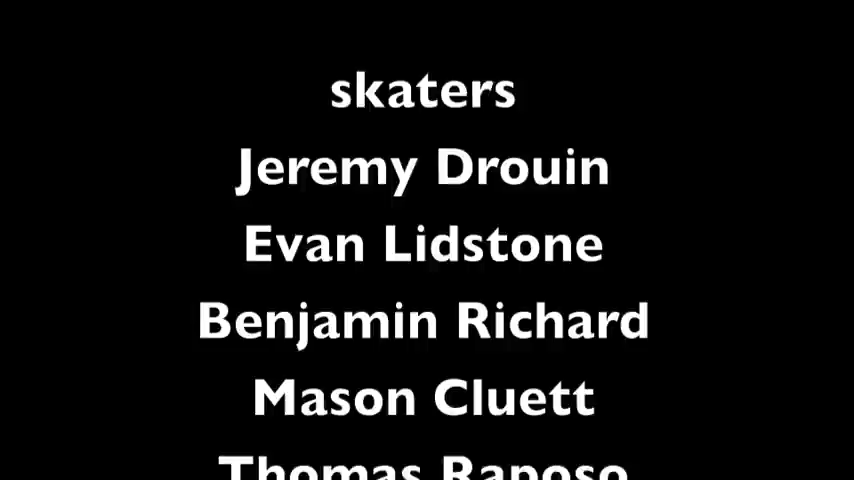 skaters
Jeremy Drouin
Evan Lidstone
Benjamin Richard
Mason Cluett
Thomas Raposo